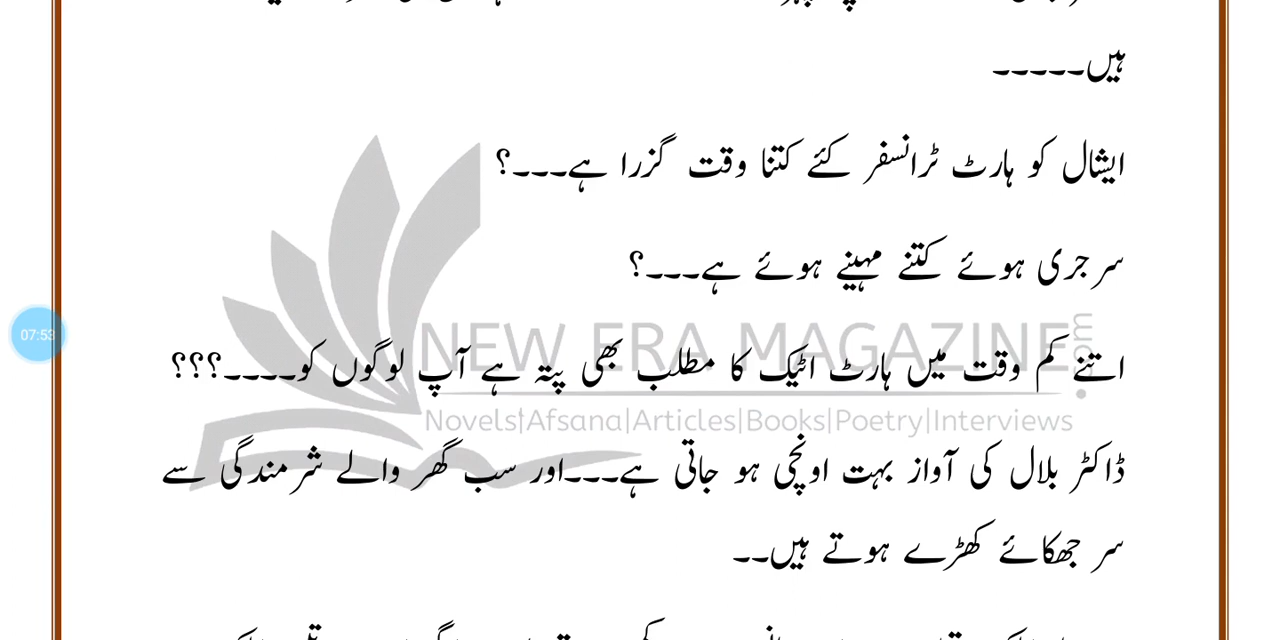 ہیں۔۔۔۔۔
ایشال کو ہارٹ ٹرانسفر کئے کتنا وقت گزرا ہے۔۔۔؟
سرجری ہوئے کتنے مہینے ہوئے ہے۔۔۔؟
07:53
NEW ERA MAGAZINE.com
اتنے کم وقت میں ہارٹ اٹیک کا مطلب بھی پتہ ہے آپ لوگوں کو۔۔۔۔؟؟؟
Novels|Afsana|Articles|Books|Poetry|Interviews
ڈاکٹر بلال کی آواز بہت اونچی ہو جاتی ہے۔۔۔اور سب گھر والے شرمندگی سے
سر جھکائے کھڑے ہوتے ہیں۔۔